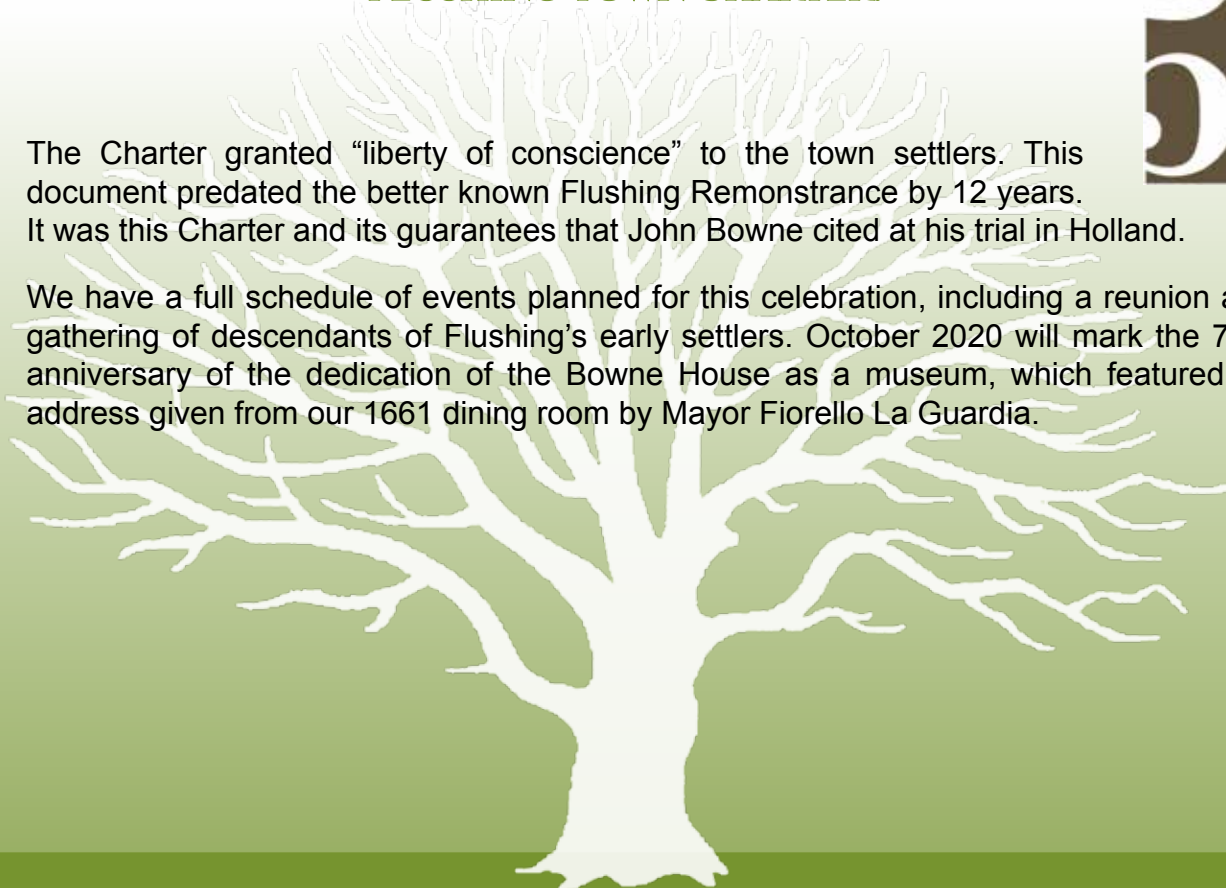 The Charter granted “liberty of conscience” to the town settlers. This
document predated the better known Flushing Remonstrance by 12 years.
It was this Charter and its guarantees that John Bowne cited at his trial in Holland.
We have a full schedule of events planned for this celebration, including a reunion
gathering of descendants of Flushing’s early settlers. October 2020 will mark the
anniversary of the dedication of the Bowne House as a museum, which featured
address given from our 1661 dining room by Mayor Fiorello La Guardia.